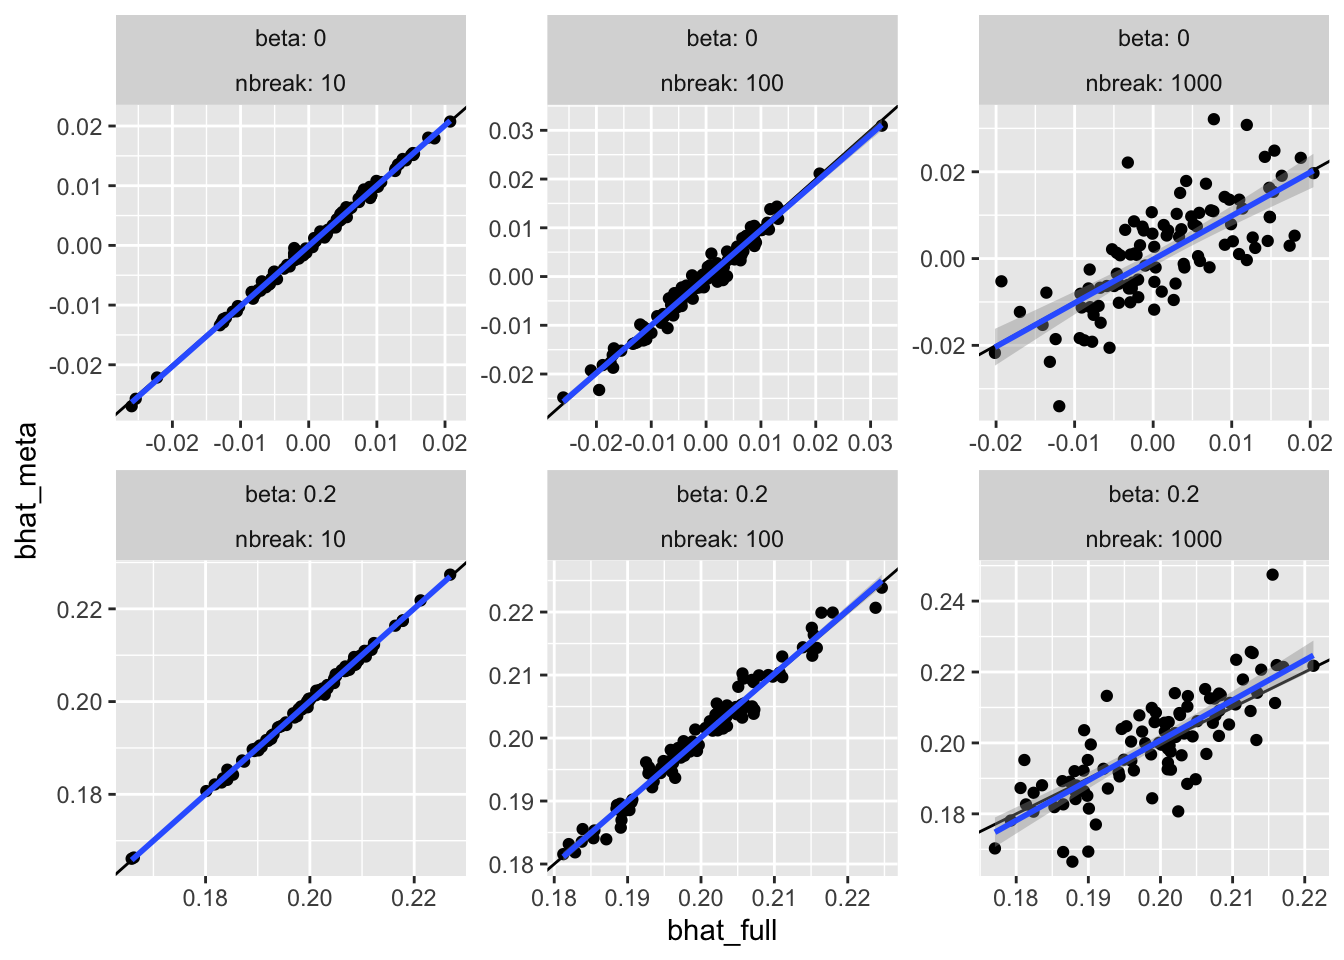 beta: 0
nbreak: 10
beta: 0
nbreak: 100
beta: 0
nbreak: 1000
0.02
0.01
0.00
-0.01
-0.02
-0.02 -0.01 0.00 0.01 0.02
0.03
0.02
0.01
0.00
-0.01
-0.02
-0.02 -0.01 0.00 0.01 0.02 0.03
0.02
0.00
-0.02
-0.02 -0.01 0.00 0.01 0.02
bhat_meta
beta: 0.2
nbreak: 10
beta: 0.2
nbreak: 100
beta: 0.2
nbreak: 1000
0.22
0.20
0.18
0.18 0.20 0.22
0.22
0.21
0.20
0.19
0.18
0.18 0.19 0.20 0.21 0.22
0.24
0.22
0.20
0.18
0.18 0.19 0.20 0.21 0.22
bhat_full